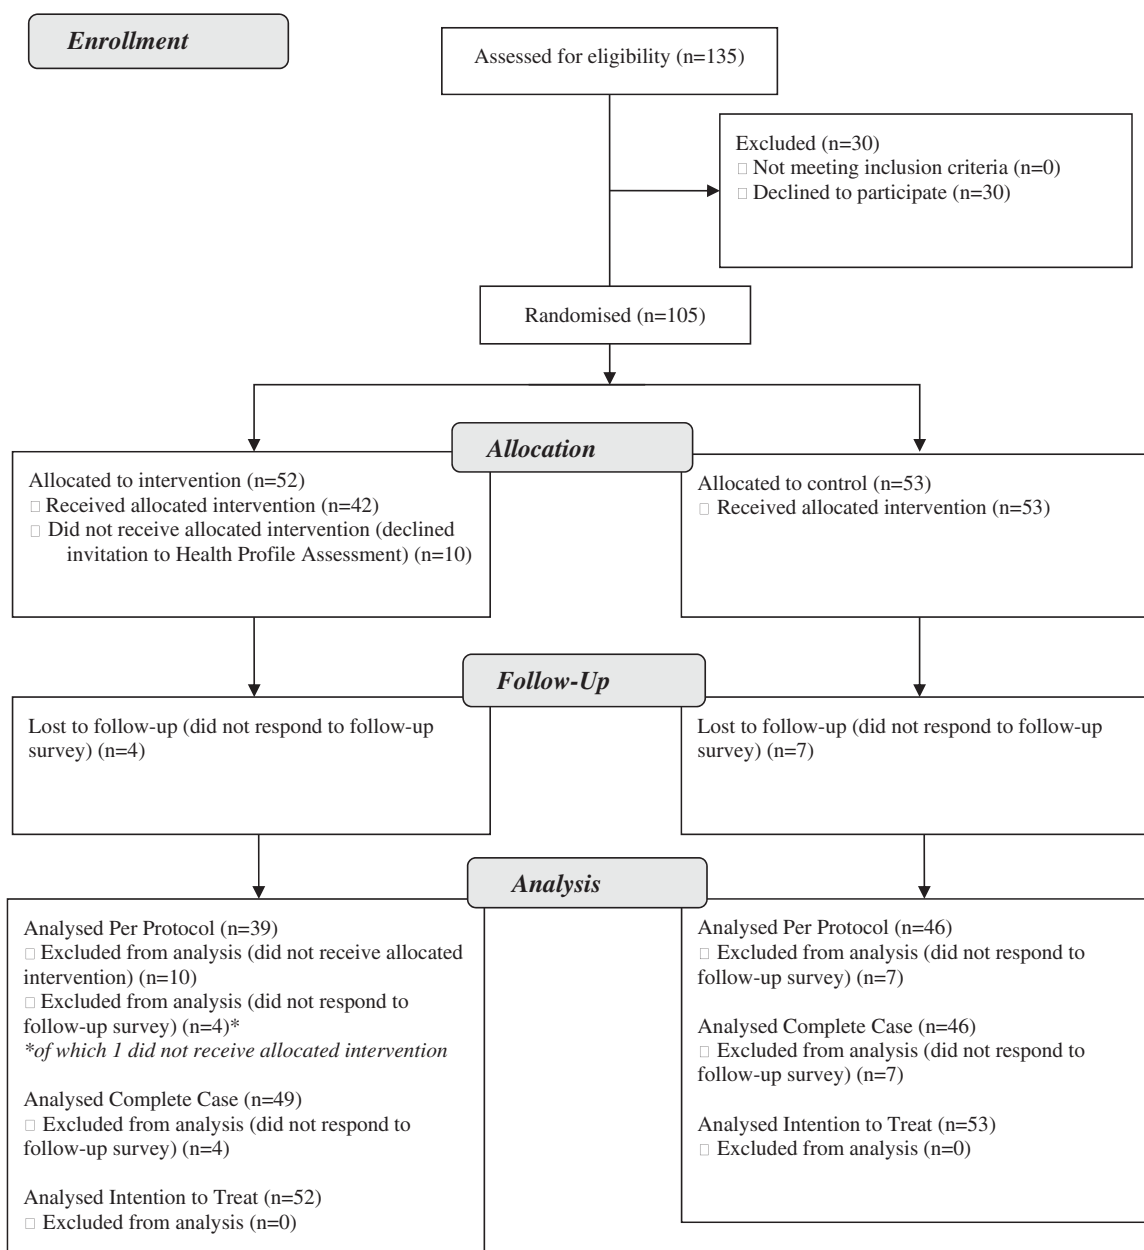 Enrollment
Assessed for eligibility (n=135)
Excluded (n=30)
□ Not meeting inclusion criteria (n=0)
□ Declined to participate (n=30)
Randomised (n=105)
Allocation
Allocated to intervention (n=52)
□ Received allocated intervention (n=42)
□ Did not receive allocated intervention (declined
invitation to Health Profile Assessment) (n=10)
Allocated to control (n=53)
□ Received allocated intervention (n=53)
Follow-Up
Lost to follow-up (did not respond to follow-up
survey) (n=4)
Lost to follow-up (did not respond to follow-up
survey) (n=7)
Analysis
Analysed Per Protocol (n=39)
□ Excluded from analysis (did not receive allocated
intervention) (n=10)
□ Excluded from analysis (did not respond to
follow-up survey) (n=4)*
*of which 1 did not receive allocated intervention
Analysed Complete Case (n=49)
□ Excluded from analysis (did not respond to
follow-up survey) (n=4)
Analysed Intention to Treat (n=52)
□ Excluded from analysis (n=0)
Analysed Per Protocol (n=46)
□ Excluded from analysis (did not respond to
follow-up survey) (n=7)
Analysed Complete Case (n=46)
□ Excluded from analysis (did not respond to
follow-up survey) (n=7)
Analysed Intention to Treat (n=53)
□ Excluded from analysis (n=0)